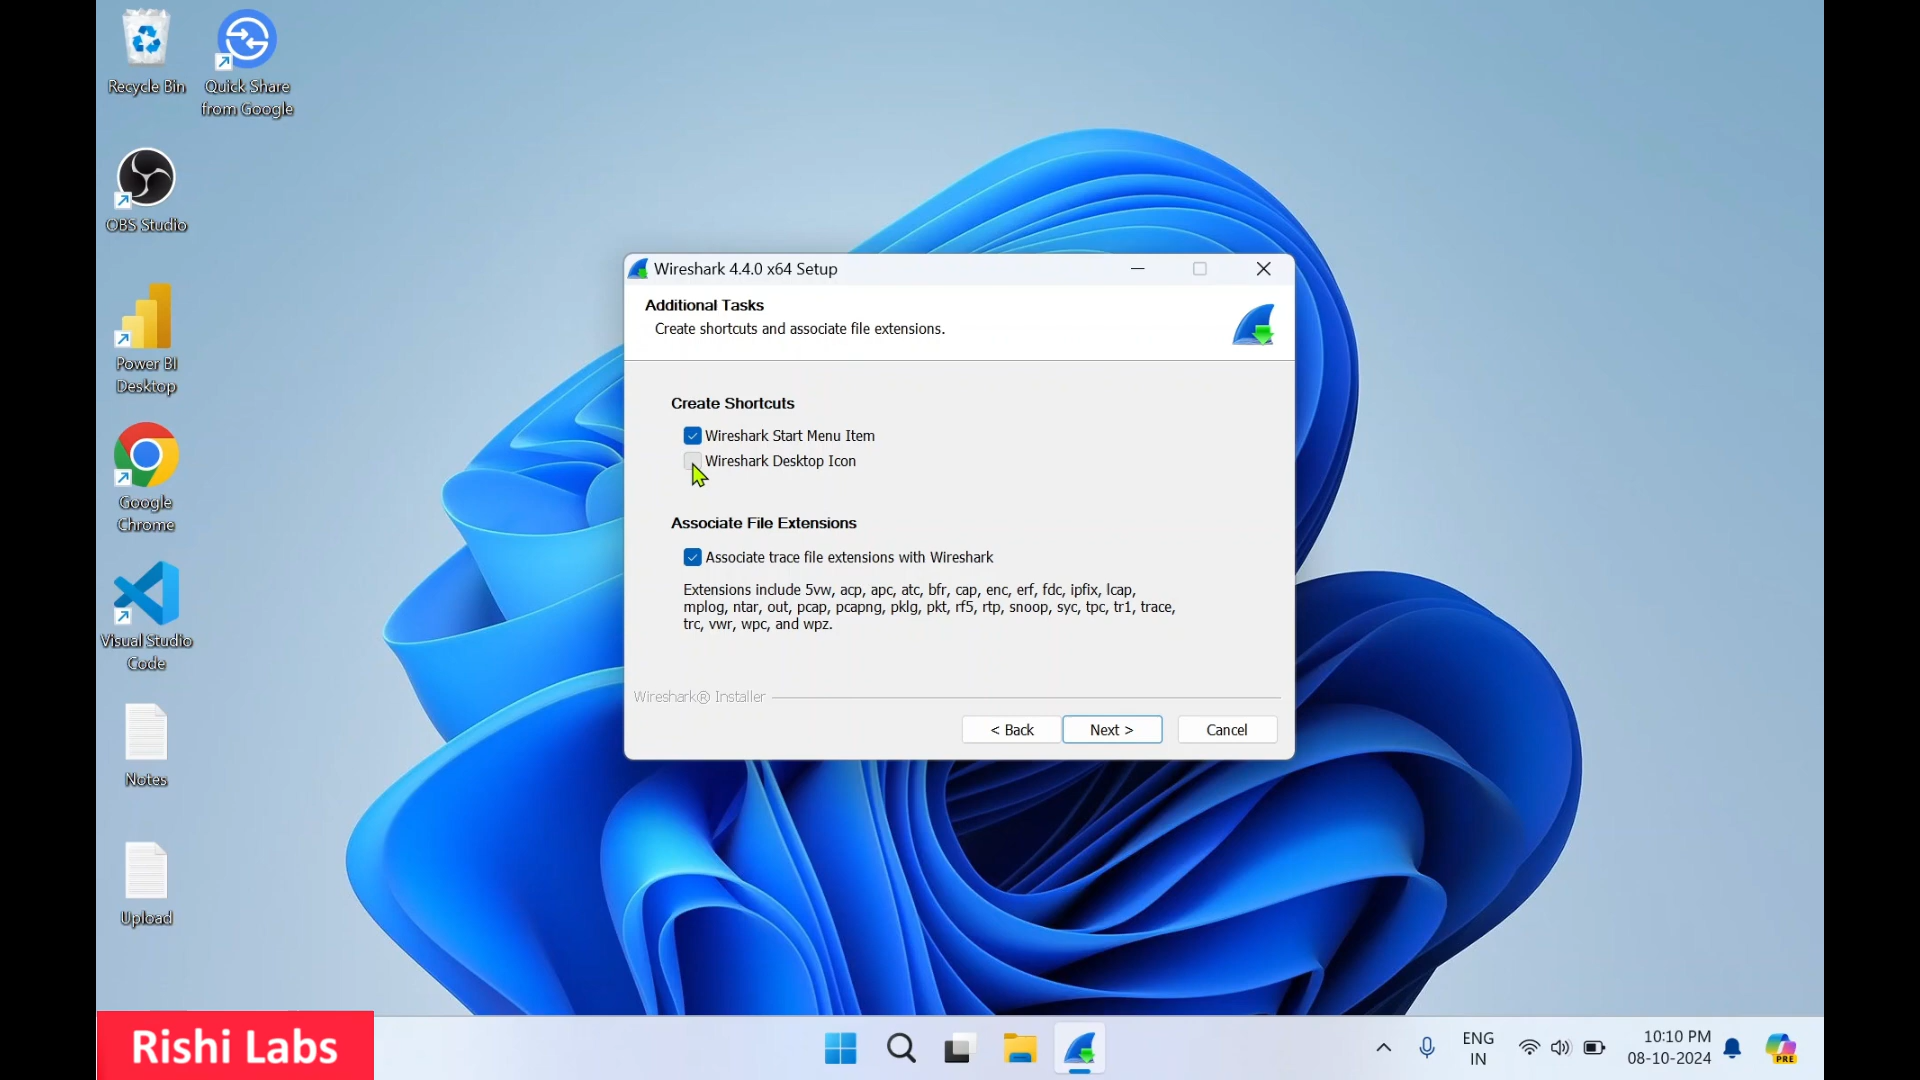 Recycle Bin
Quick Share
from Google
OBS Studio
Power BI
Desktop
Google
Chrome
Visual Studio
Code
Notes
Upload
Wireshark 4.4.0 x64 Setup
Additional Tasks
Create shortcuts and associate file extensions.
Create Shortcuts
Wireshark Start Menu Item
Wireshark Desktop Icon
Associate File Extensions
Associate trace file extensions with Wireshark
Extensions include 5vw, acp, apc, atc, bfr, cap, enc, erf, fdc, ipfix, lcap,
mplog, ntar, out, pcap, pcapng, pklg, pkt, rf5, rtp, snoop, syc, tpc, tr1, trace,
trc, vwr, wpc, and wpz.
Wireshark® Installer
< Back
Next >
Cancel
Rishi Labs
ENG
IN
10:10 PM
08-10-2024
PRE